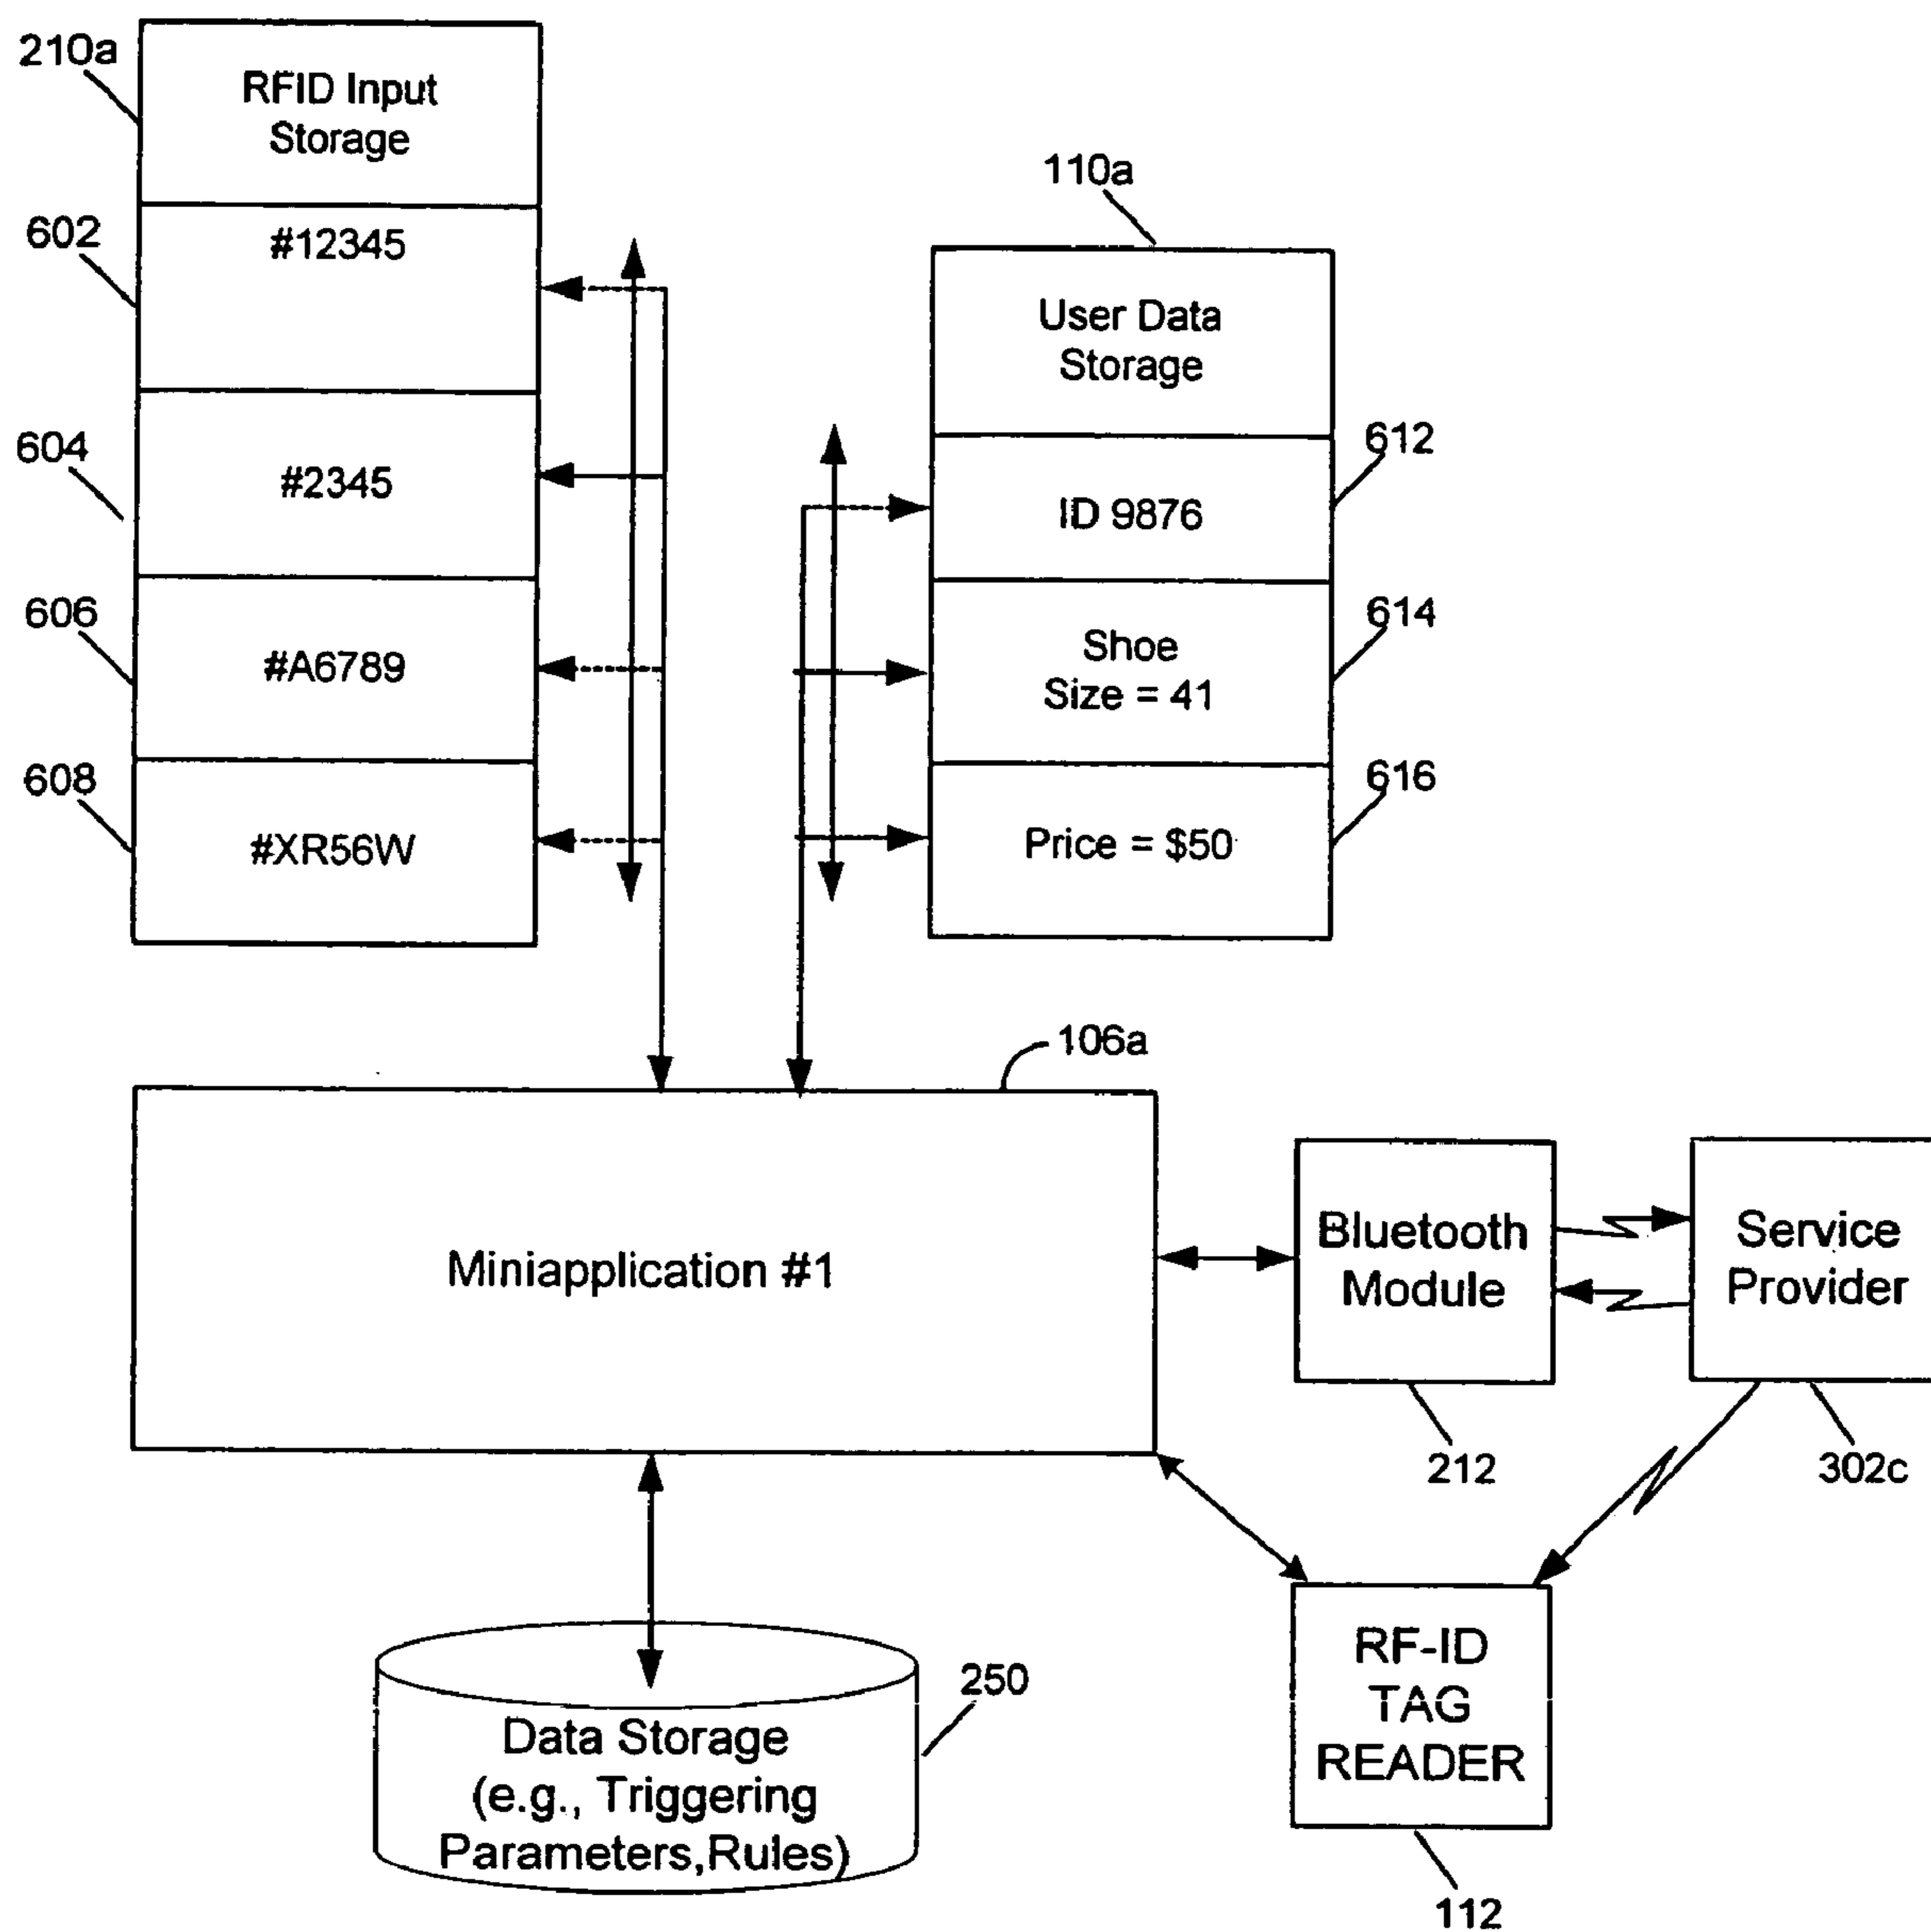 210a
RFID Input
Storage
602
#12345
604
#2345
606
#A6789
608
#XR56W
110a
User Data
Storage
612
ID 9876
614
Shoe
Size = 41
616
Price = $50
106a
Miniapplication #1
Bluetooth
Module
212
Service
Provider
302c
250
Data Storage
(e.g., Triggering
Parameters,Rules)
RF-ID
TAG
READER
112